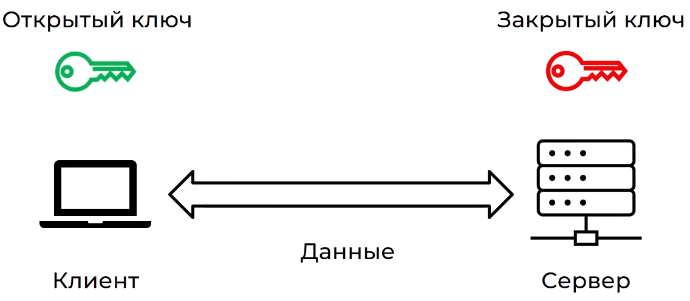 Открытый ключ
Закрытый ключ
Данные
Клиент
Сервер